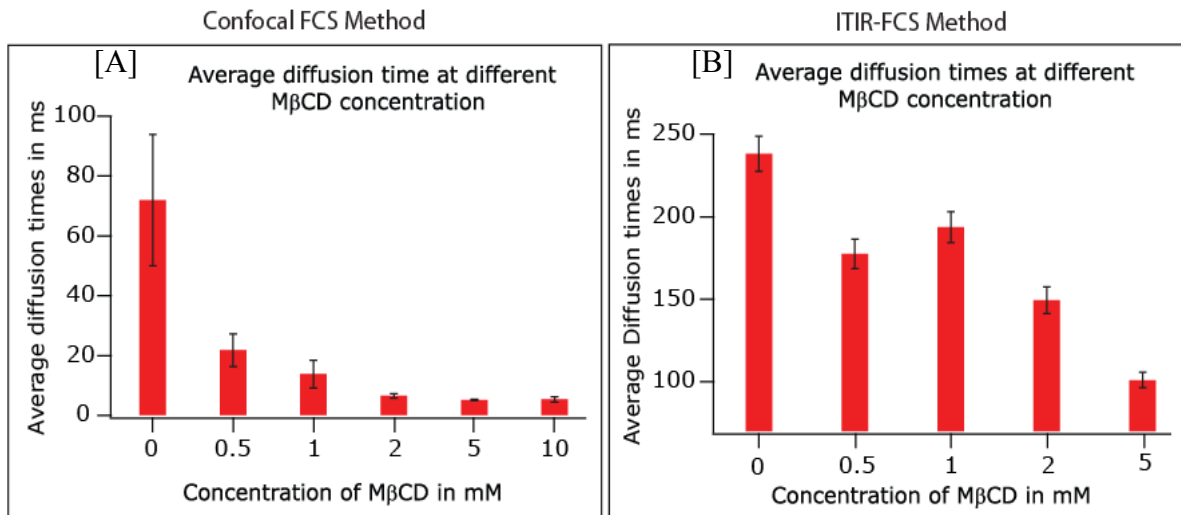 Confocal FCS Method
[A]
Average diffusion time at different
MβCD concentration
Average diffusion times in ms
100
80
60
40
20
0
0 0.5 1 2 5 10
Concentration of MβCD in mM
ITIR-FCS Method
[B]
Average diffusion times at different
MβCD concentration
Average Diffusion times in ms
250
200
150
100
0 0.5 1 2 5
Concentration of MβCD in mM